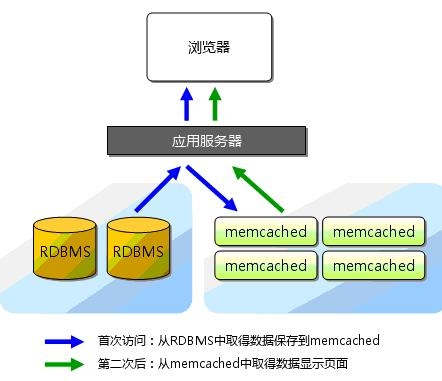 浏览器
应用服务器
RDBMS RDBMS
memcached memcached
memcached memcached
首次访问：从RDBMS中取得数据保存到memcached
第二次后：从memcached中取得数据显示页面